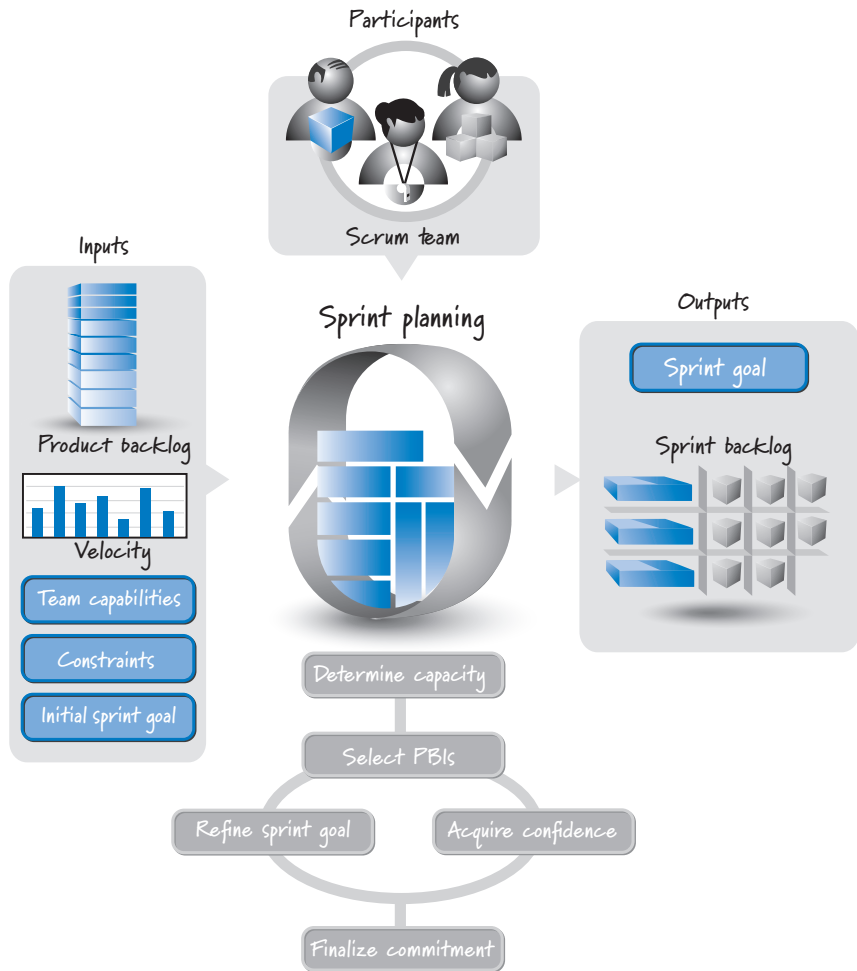 Participants
Scrum team
Inputs
Product backlog
Velocity
Team capabilities
Constraints
Initial sprint goal
Sprint planning
Outputs
Sprint goal
Sprint backlog
Determine capacity
Select PBIs
Refine sprint goal
Acquire confidence
Finalize commitment